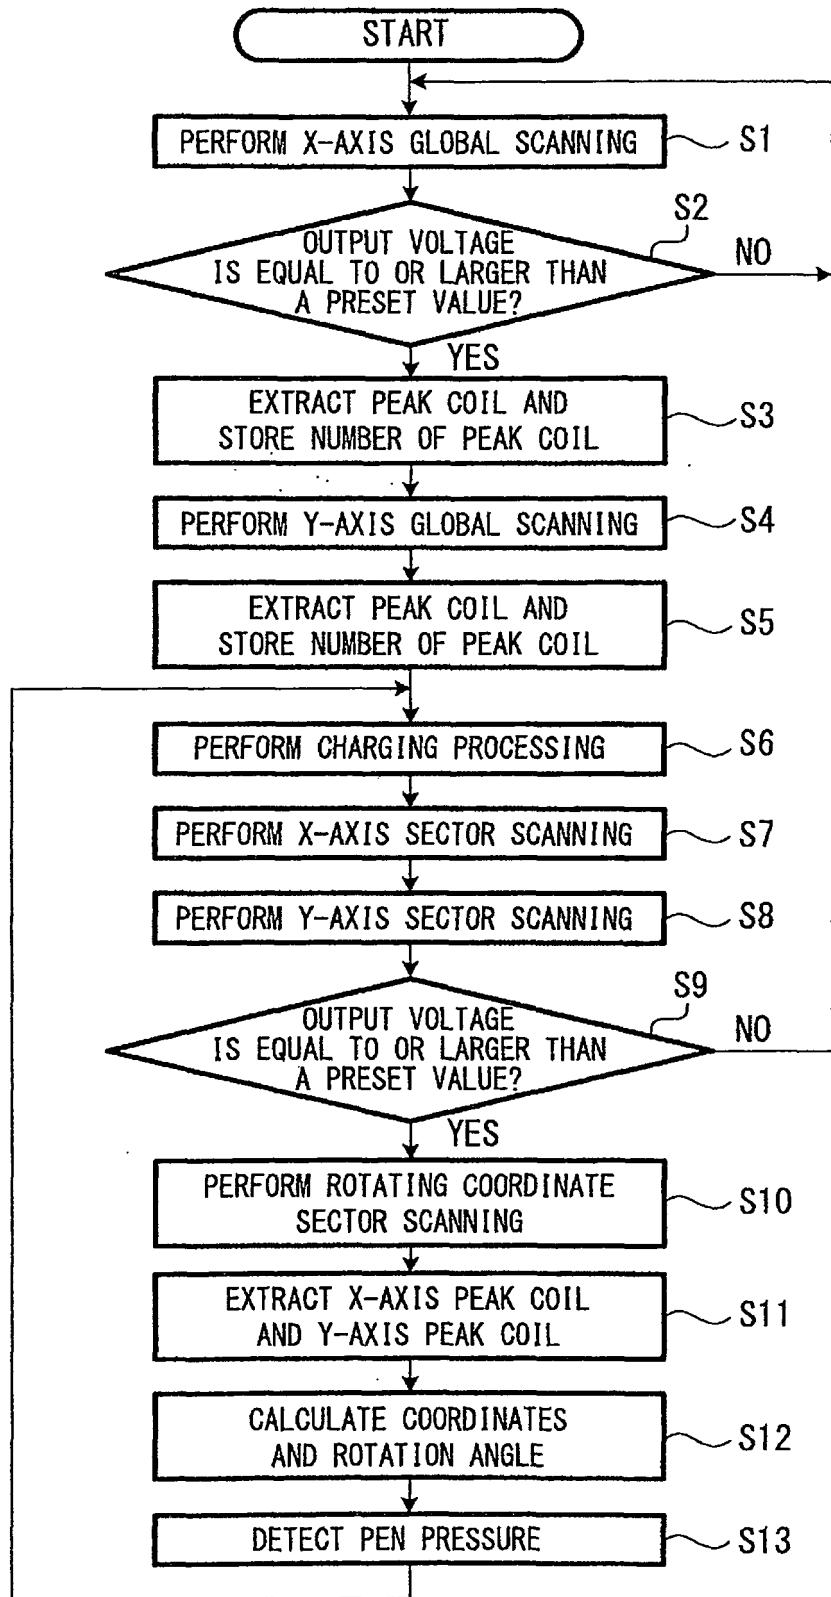 START
PERFORM X-AXIS GLOBAL SCANNING
S1
S2
OUTPUT VOLTAGE
IS EQUAL TO OR LARGER THAN
A PRESET VALUE?
NO
YES
EXTRACT PEAK COIL AND
STORE NUMBER OF PEAK COIL
S3
PERFORM Y-AXIS GLOBAL SCANNING
S4
EXTRACT PEAK COIL AND
STORE NUMBER OF PEAK COIL
S5
PERFORM CHARGING PROCESSING
S6
PERFORM X-AXIS SECTOR SCANNING
S7
PERFORM Y-AXIS SECTOR SCANNING
S8
S9
OUTPUT VOLTAGE
IS EQUAL TO OR LARGER THAN
A PRESET VALUE?
NO
YES
PERFORM ROTATING COORDINATE
SECTOR SCANNING
S10
EXTRACT X-AXIS PEAK COIL
AND Y-AXIS PEAK COIL
S11
CALCULATE COORDINATES
AND ROTATION ANGLE
S12
DETECT PEN PRESSURE
S13